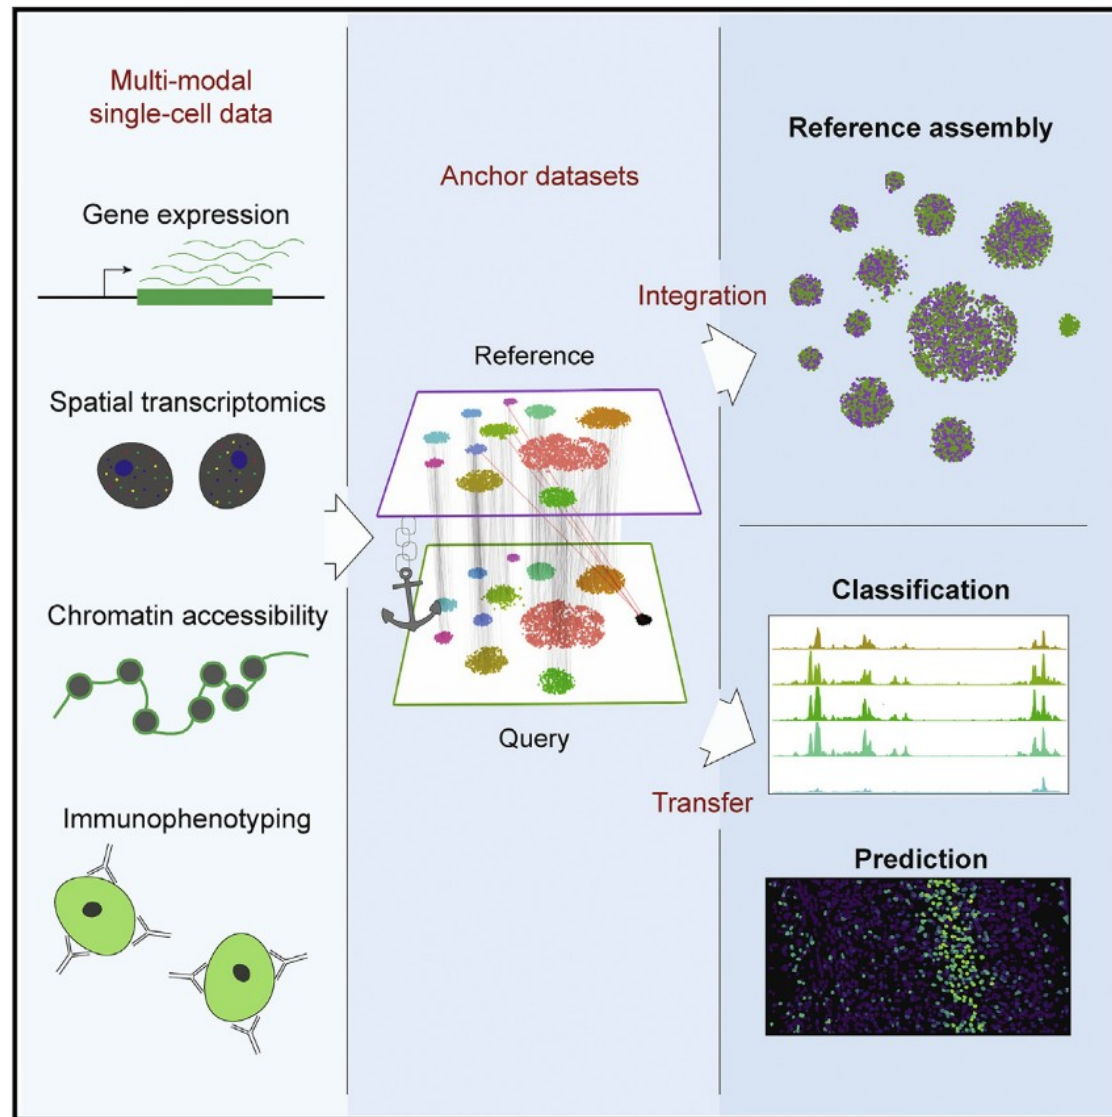 Multi-modal
single-cell data
Gene expression
Spatial transcriptomics
Chromatin accessibility
Immunophenotyping
Anchor datasets
Reference
Query
Integration
Transfer
Reference assembly
Classification
Prediction